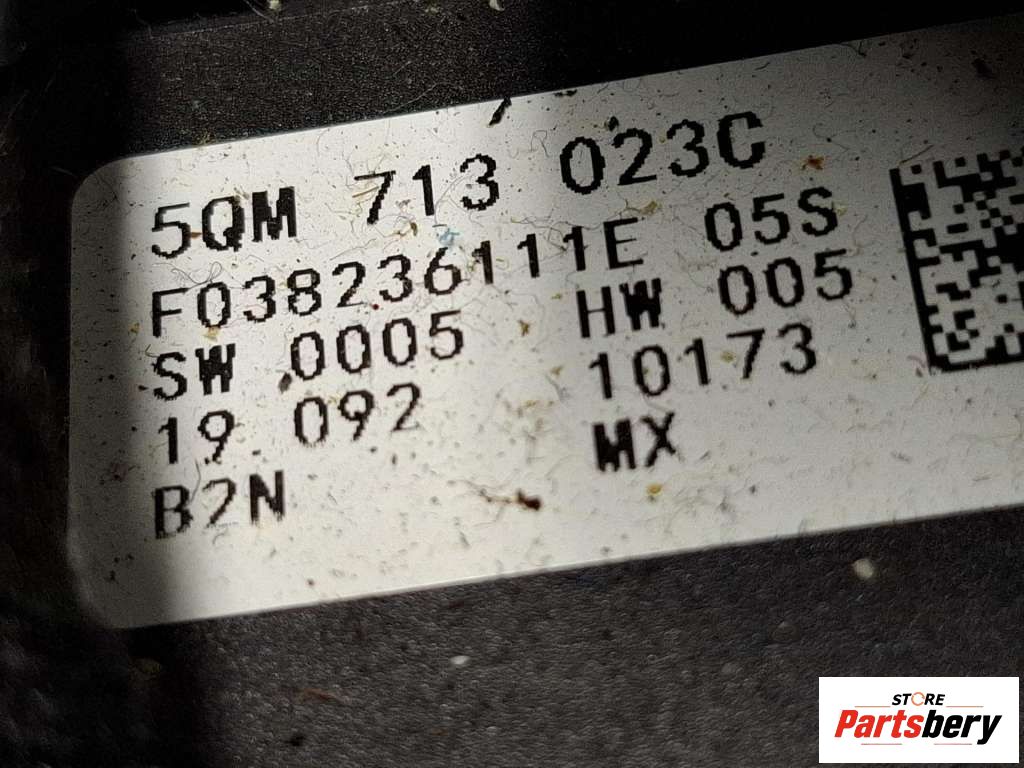 5QM 713 023C
F038236111E 05S
SW 0005 HW 005
19.092 10173
B2N MX
STORE
Partsbery